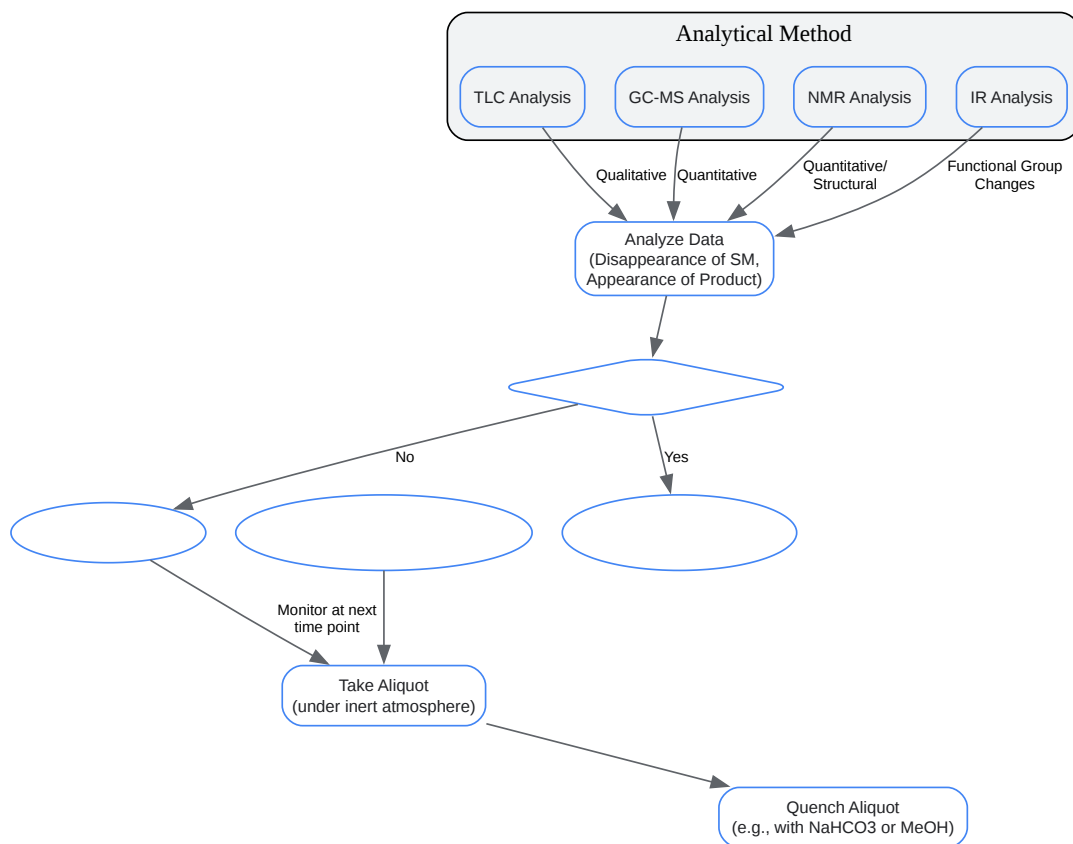 Analytical Method
TLC Analysis
GC-MS Analysis
NMR Analysis
IR Analysis
Qualitative
Quantitative
Quantitative/
Structural
Functional Group
Changes
Analyze Data
(Disappearance of SM,
Appearance of Product)
No
Yes
Monitor at next
time point
Take Aliquot
(under inert atmosphere)
Quench Aliquot
(e.g., with NaHCO3 or MeOH)